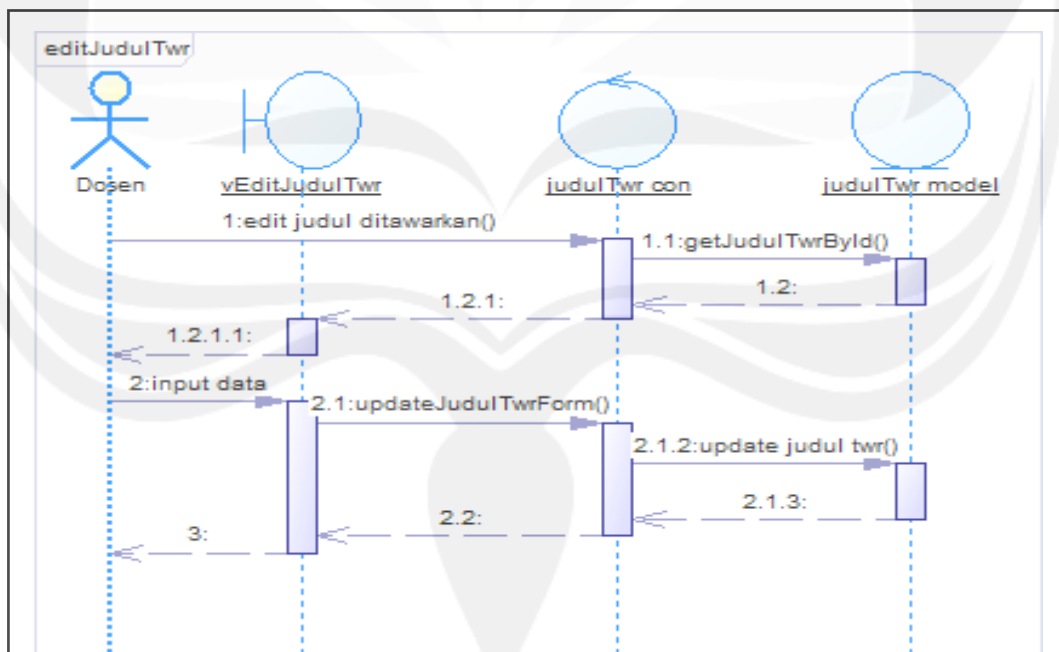 editJudulTwr
Dosen
vEditJudulTwr
judulTwr con
judulTwr model
1:edit judul ditawarkan()
1.1:getJudulTwrById()
1.2:
1.2.1:
1.2.1.1:
2:input data
2.1:updateJudulTwrForm()
2.1.2:update judul twr()
2.1.3:
2.2:
3: